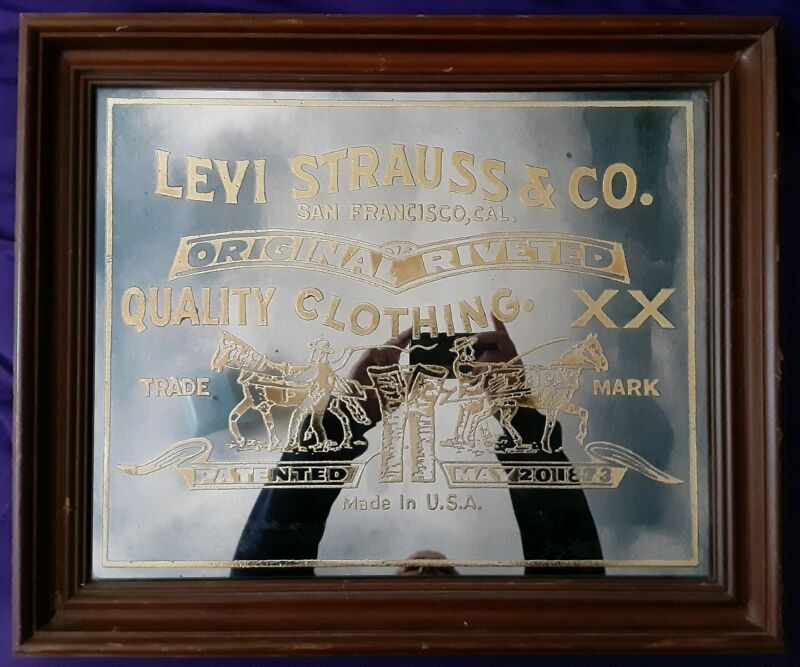 LEVI STRAUSS & CO.
SAN FRANCISCO, CAL.
ORIGINAL RIVETED
QUALITY CLOTHING. XX
TRADE MARK
PATENTED MAY 20 1873
Made In U.S.A.